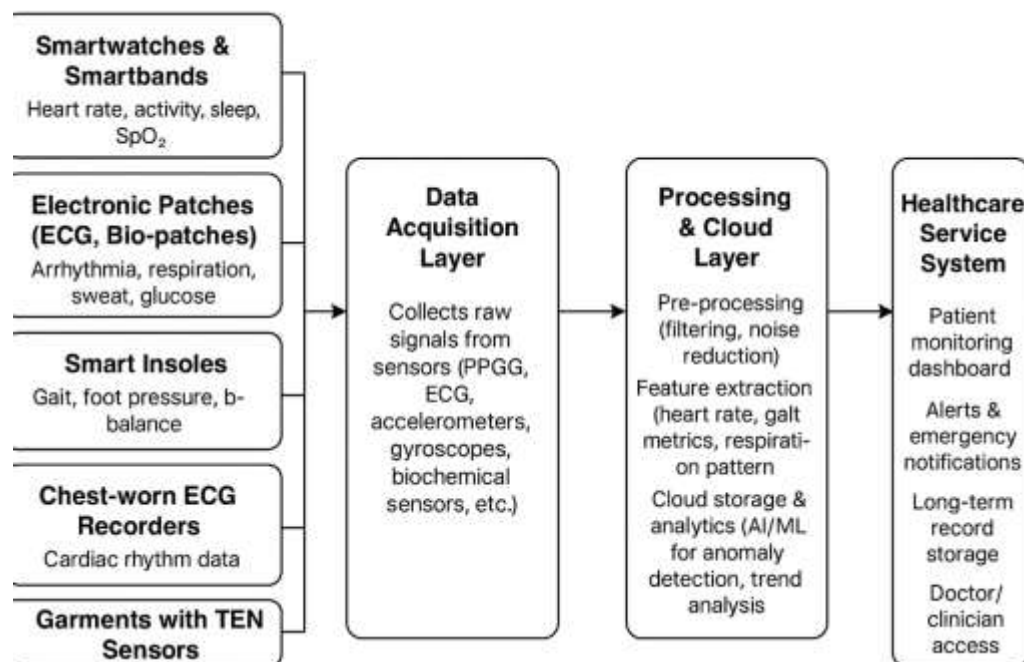 Smartwatches &
Smartbands
Heart rate, activity, sleep,
SpO₂
Electronic Patches
(ECG, Bio-patches)
Arrhythmia, respiration,
sweat, glucose
Smart Insoles
Gait, foot pressure, b-
balance
Chest-worn ECG
Recorders
Cardiac rhythm data
Garments with TEN
Sensors
Data
Acquisition
Layer
Collects raw
signals from
sensors (PPGG,
ECG,
accelerometers,
gyroscopes,
biochemical
sensors, etc.)
Processing
& Cloud
Layer
Pre-processing
(filtering, noise
reduction)
Feature extraction
(heart rate, galt
metrics, respirati-
on pattern
Cloud storage &
analytics (AI/ML
for anomaly
detection, trend
analysis
Healthcare
Service
System
Patient
monitoring
dashboard
Alerts &
emergency
notifications
Long-term
record
storage
Doctor/
clinician
access